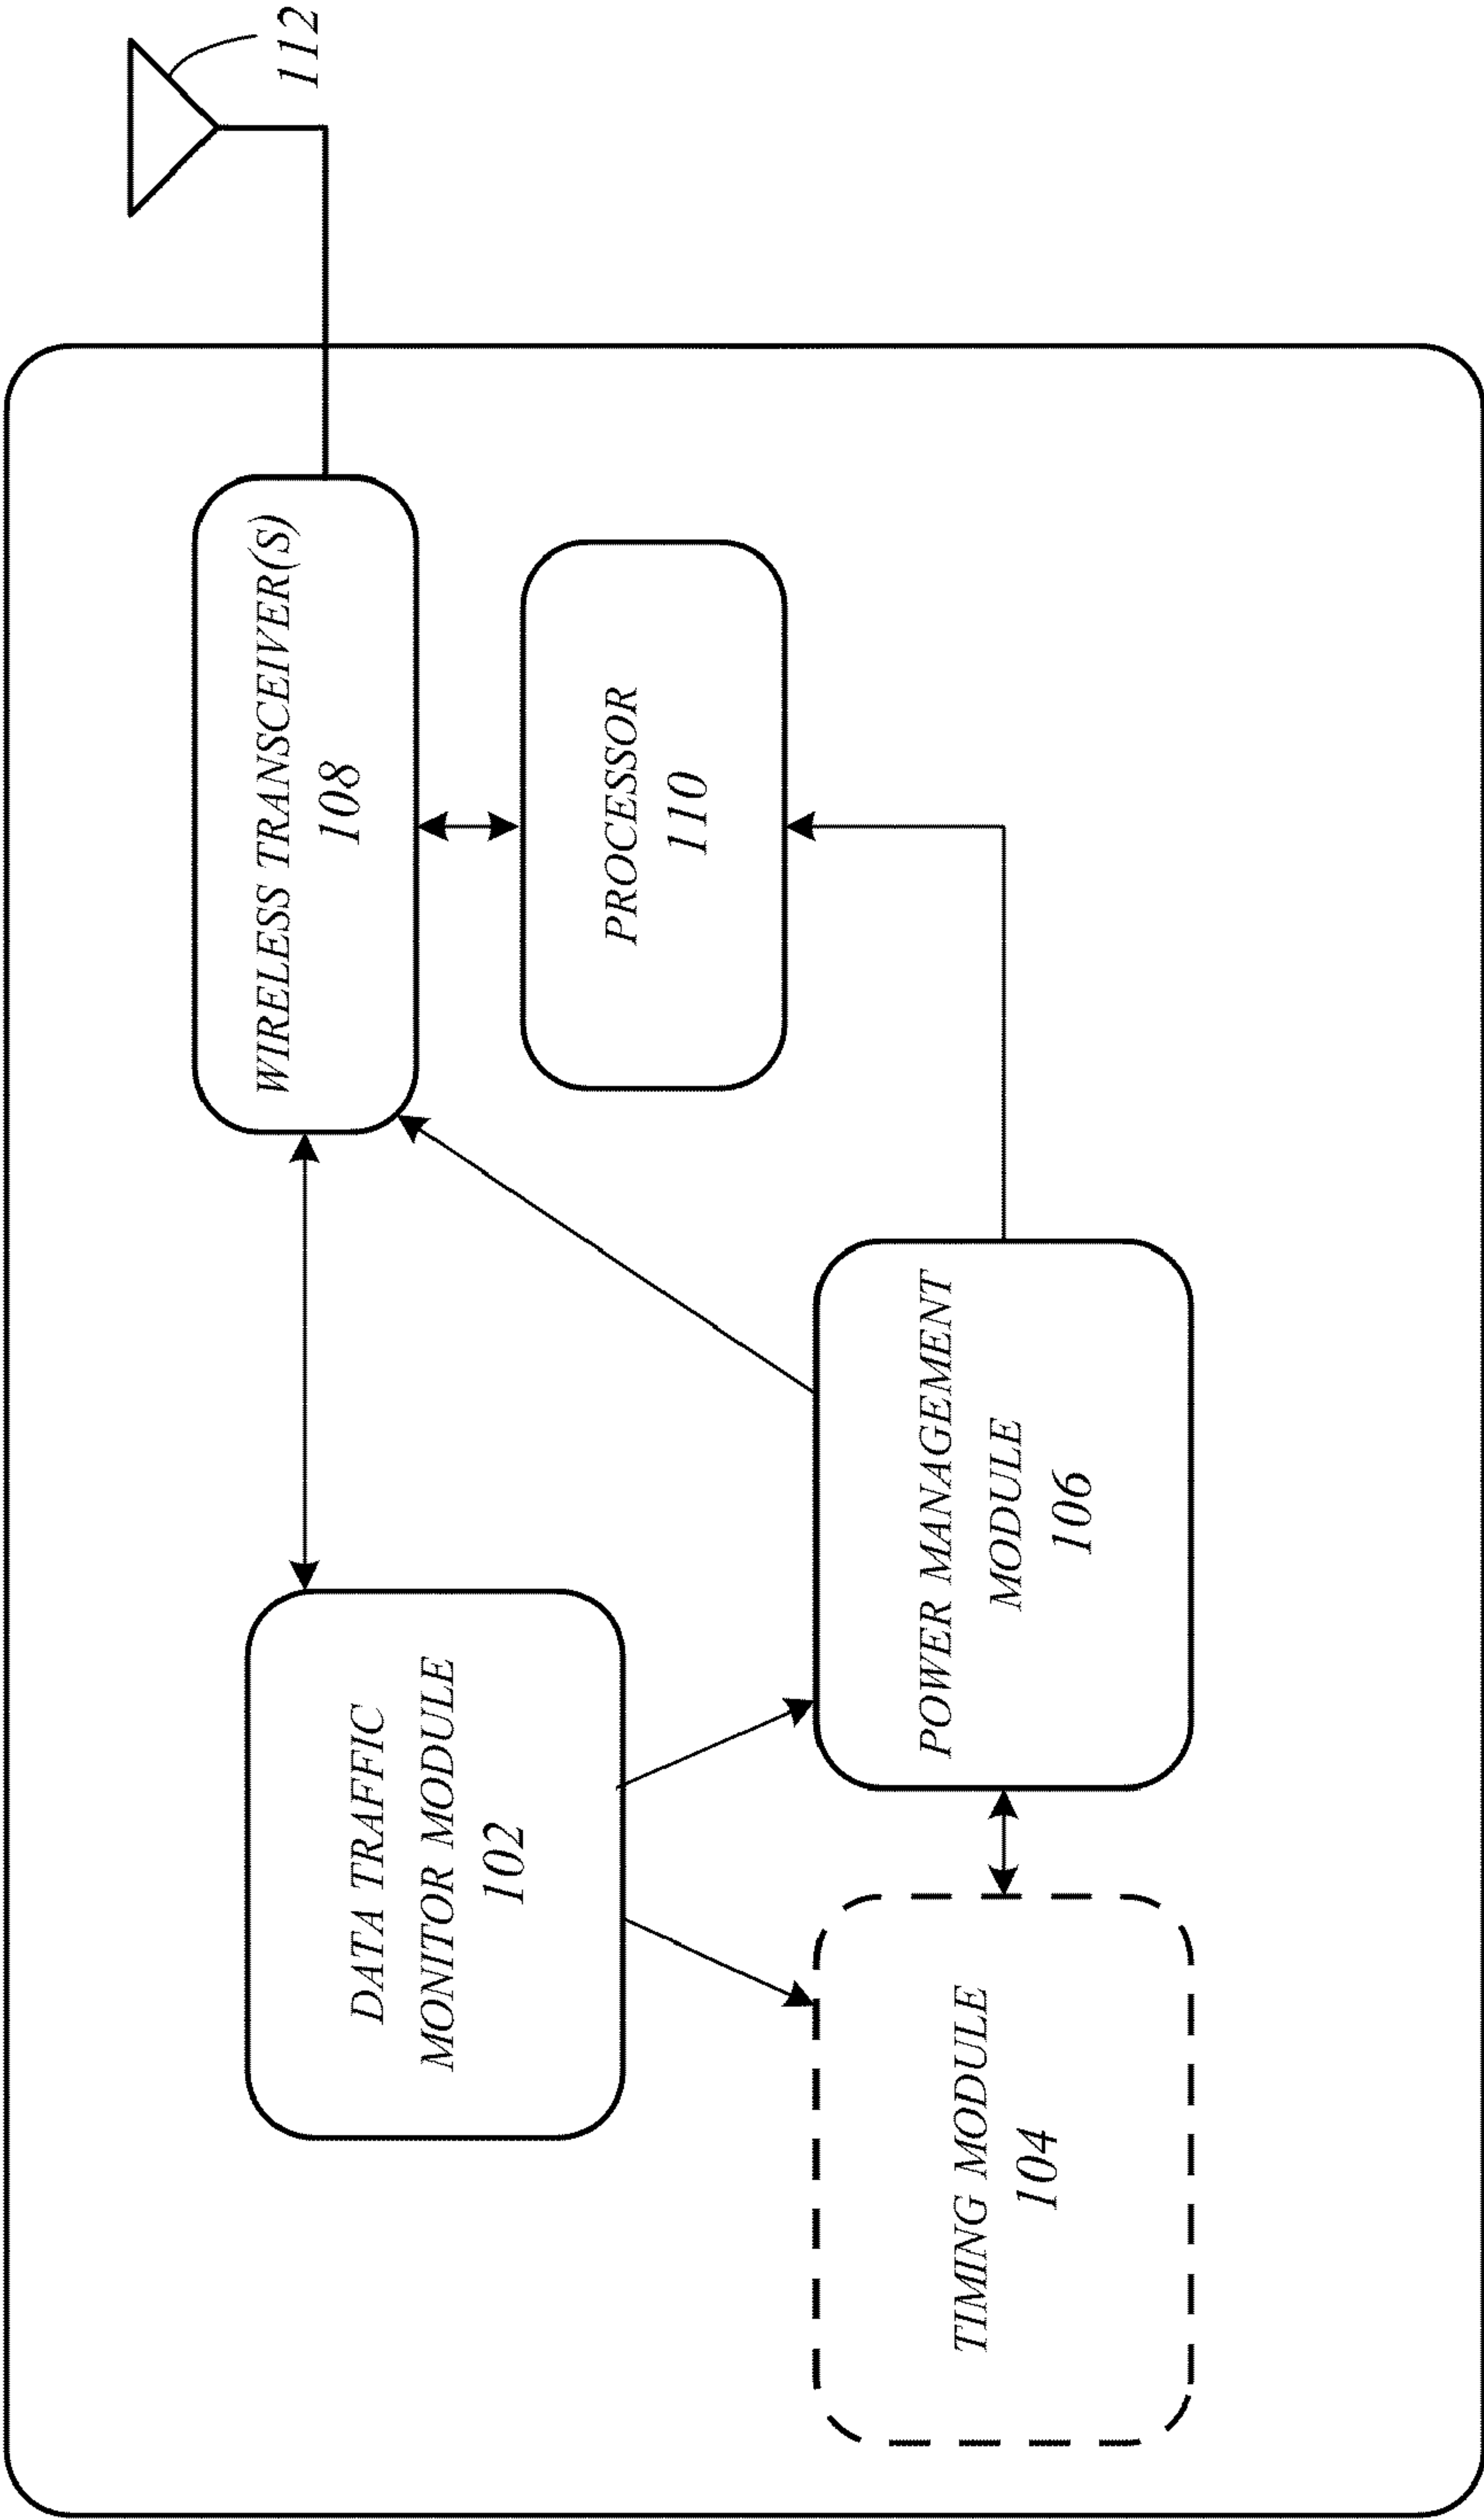 DATA TRAFFIC
MONITOR MODULE
102
WIRELESS TRANSCEIVER(S)
108
112
PROCESSOR
110
TIMING MODULE
104
POWER MANAGEMENT
MODULE
106